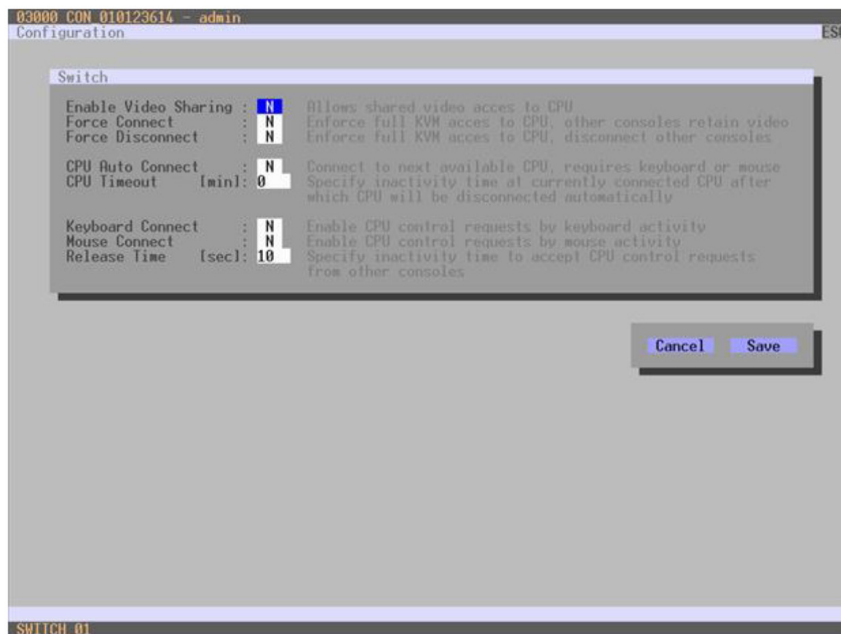 03000 CON_010123614 - admin
Configuration ES
Switch
Enable Video Sharing : N Allows shared video acces to CPU
Force Connect : N Enforce full KVM acces to CPU, other consoles retain video
Force Disconnect : N Enforce full KVM acces to CPU, disconnect other consoles
CPU Auto Connect : N Connect to next available CPU, requires keyboard or mouse
CPU Timeout [min]: 0 Specify inactivity time at currently connected CPU after
which CPU will be disconnected automatically
Keyboard Connect : N Enable CPU control requests by keyboard activity
Mouse Connect : N Enable CPU control requests by mouse activity
Release Time [sec]: 10 Specify inactivity time to accept CPU control requests
from other consoles
Cancel Save
SWITCH_01